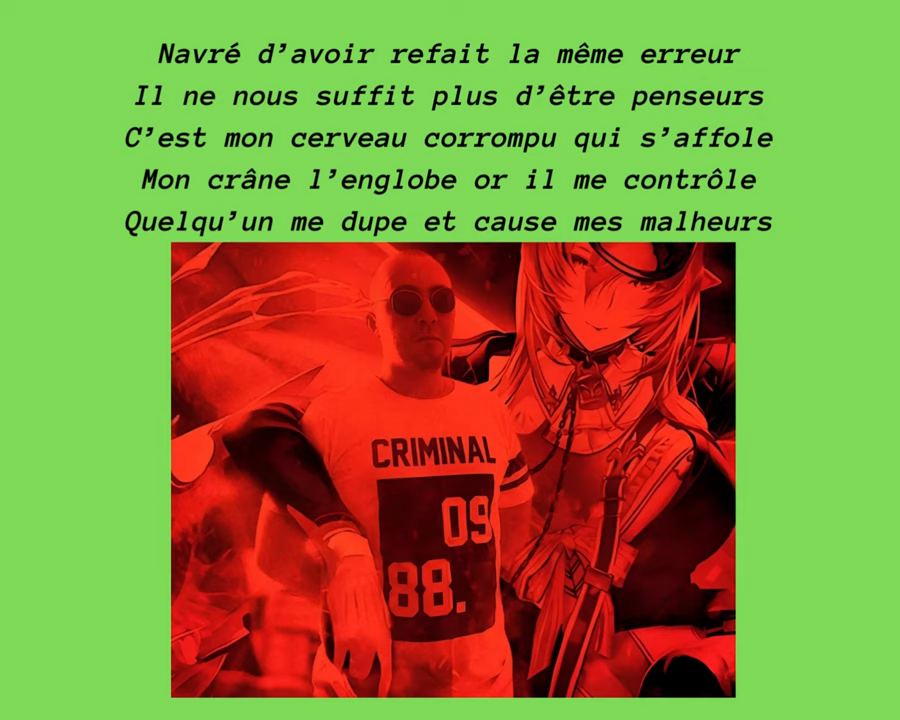 Navré d’avoir refait la même erreur
Il ne nous suffit plus d’être penseurs
C’est mon cerveau corrompu qui s’affole
Mon crâne l’englobe or il me contrôle
Quelqu’un me dupe et cause mes malheurs
CRIMINAL
09
88.